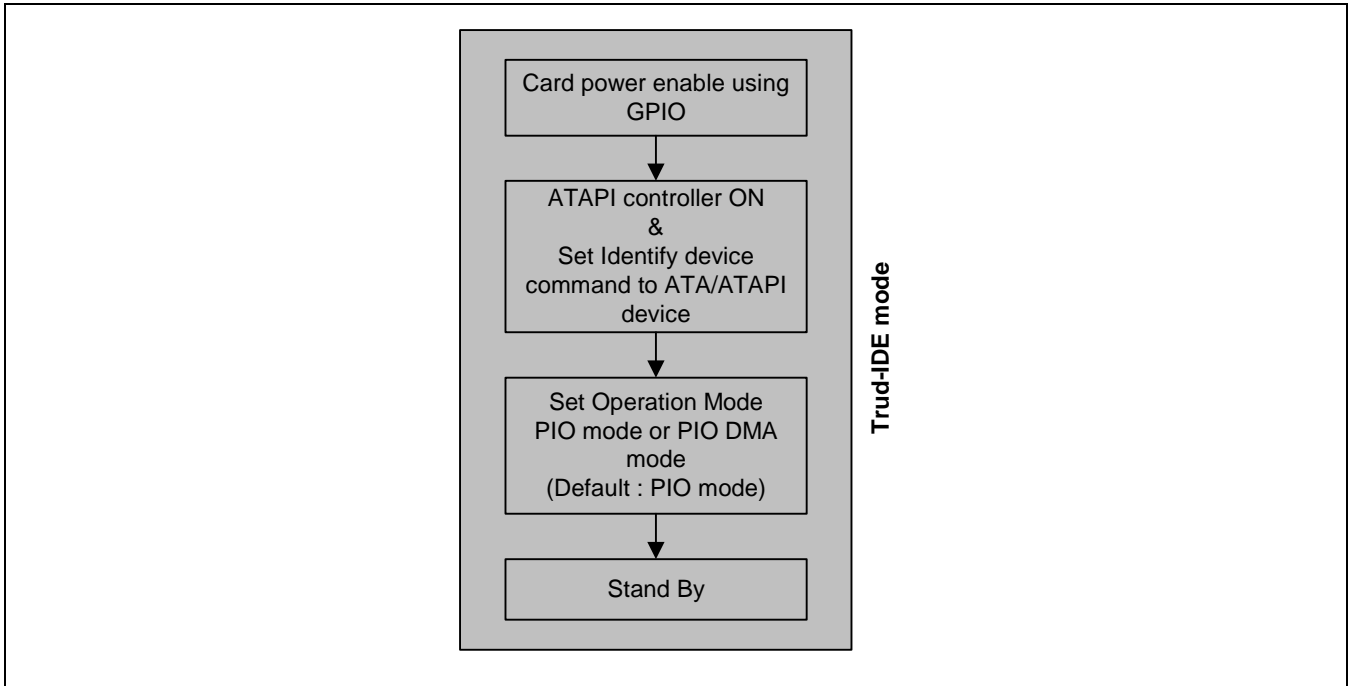 Card power enable using
GPIO
ATAPI controller ON
&
Set Identify device
command to ATA/ATAPI
device
Set Operation Mode
PIO mode or PIO DMA
mode
(Default : PIO mode)
Stand By
Trud-IDE mode